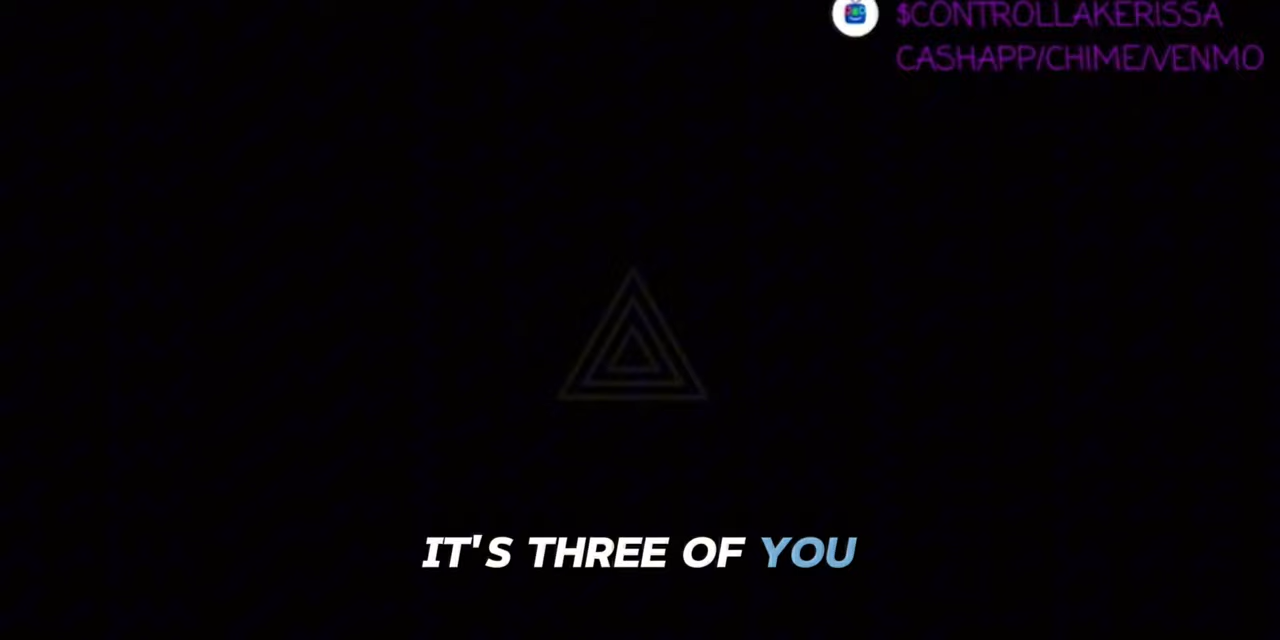 $CONTROLLAKERISSA
CASHAPP/CHIME/VENMO
IT'S THREE OF YOU